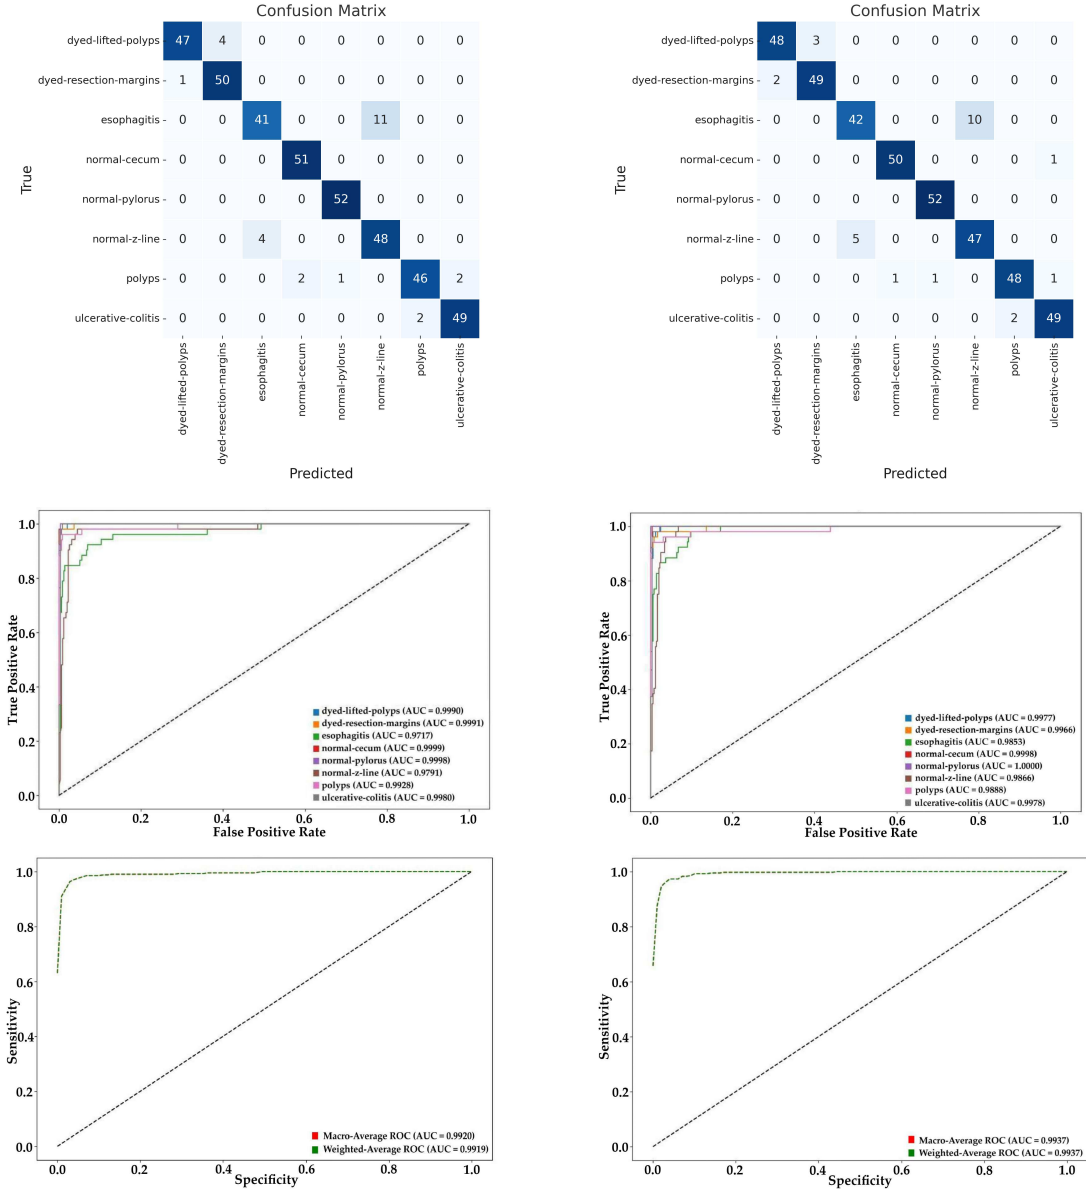 Confusion Matrix
dyed-lifted-polyps 47 4 0 0 0 0 0 0
dyed-resection-margins 1 50 0 0 0 0 0 0
esophagitis 0 0 41 0 0 11 0 0
normal-cecum 0 0 0 51 0 0 0 0
normal-pylorus 0 0 0 0 52 0 0 0
normal-z-line 0 0 4 0 0 48 0 0
polyps 0 0 0 2 1 0 46 2
ulcerative-colitis 0 0 0 0 0 0 2 49
True
dyed-lifted-polyps
dyed-resection-margins
esophagitis
normal-cecum
normal-pylorus
normal-z-line
polyps
ulcerative-colitis
Predicted
Confusion Matrix
dyed-lifted-polyps 48 3 0 0 0 0 0 0
dyed-resection-margins 2 49 0 0 0 0 0 0
esophagitis 0 0 42 0 0 10 0 0
normal-cecum 0 0 0 50 0 0 0 1
normal-pylorus 0 0 0 0 52 0 0 0
normal-z-line 0 0 5 0 0 47 0 0
polyps 0 0 0 1 1 0 48 1
ulcerative-colitis 0 0 0 0 0 0 2 49
True
dyed-lifted-polyps
dyed-resection-margins
esophagitis
normal-cecum
normal-pylorus
normal-z-line
polyps
ulcerative-colitis
Predicted
1.0
0.8
0.6
0.4
0.2
0.0
True Positive Rate
dyed-lifted-polyps (AUC = 0.9990)
dyed-resection-margins (AUC = 0.9991)
esophagitis (AUC = 0.9717)
normal-cecum (AUC = 0.9999)
normal-pylorus (AUC = 0.9998)
normal-z-line (AUC = 0.9791)
polyps (AUC = 0.9928)
ulcerative-colitis (AUC = 0.9980)
0.0 0.2 0.4 0.6 0.8 1.0
False Positive Rate
1.0
0.8
0.6
0.4
0.2
0.0
True Positive Rate
dyed-lifted-polyps (AUC = 0.9977)
dyed-resection-margins (AUC = 0.9966)
esophagitis (AUC = 0.9853)
normal-cecum (AUC = 0.9998)
normal-pylorus (AUC = 1.0000)
normal-z-line (AUC = 0.9866)
polyps (AUC = 0.9888)
ulcerative-colitis (AUC = 0.9978)
0.0 0.2 0.4 0.6 0.8 1.0
False Positive Rate
1.0
0.8
0.6
0.4
0.2
0.0
Sensitivity
Macro-Average ROC (AUC = 0.9920)
Weighted-Average ROC (AUC = 0.9919)
0.0 0.2 0.4 0.6 0.8 1.0
Specificity
1.0
0.8
0.6
0.4
0.2
0.0
Sensitivity
Macro-Average ROC (AUC = 0.9937)
Weighted-Average ROC (AUC = 0.9937)
0.0 0.2 0.4 0.6 0.8 1.0
Specificity